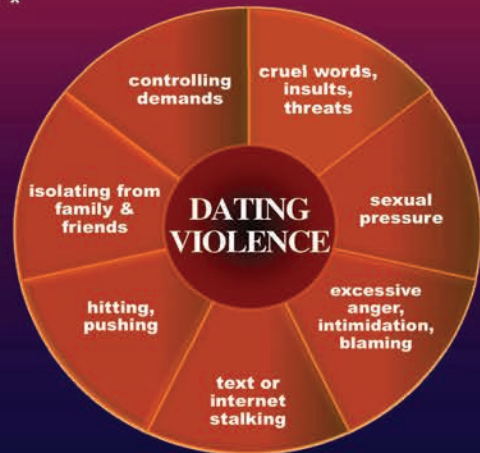 DATING
VIOLENCE
cruel words,
insults,
threats
sexual
pressure
excessive
anger,
intimidation,
blaming
text or
internet
stalking
hitting,
pushing
isolating from
family &
friends
controlling
demands